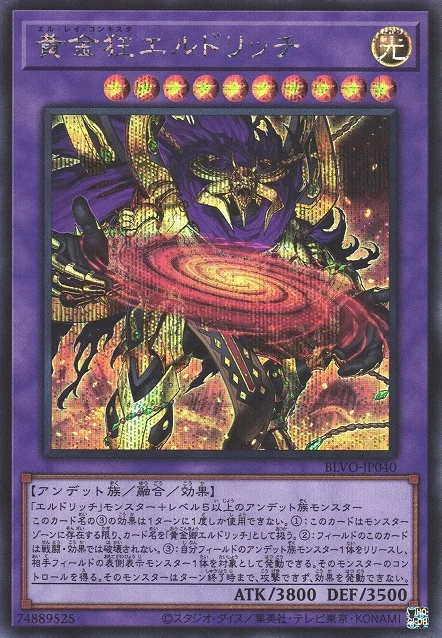 エル・レイ・コンキスタ
黄金狂エルドリッチ
光
BLVO-JP040
【アンデット族／融合／効果】
「エルドリッチ」モンスター＋レベル５以上のアンデット族モンスター
このカード名の③の効果は１ターンに１度しか使用できない。①：このカードはモンスター
ゾーンに存在する限り、カード名を「黄金卿エルドリッチ」として扱う。②：フィールドのこのカード
は戦闘・効果では破壊されない。③：自分フィールドのアンデット族モンスター１体をリリースし、
相手フィールドの表側表示モンスター１体を対象として発動できる。そのモンスターのコン
トロールを得る。そのモンスターはターン終了時まで、攻撃できず、効果を発動できない。
ATK/3800 DEF/3500
74889525
©スタジオ・ダイス／集英社・テレビ東京・KONAMI